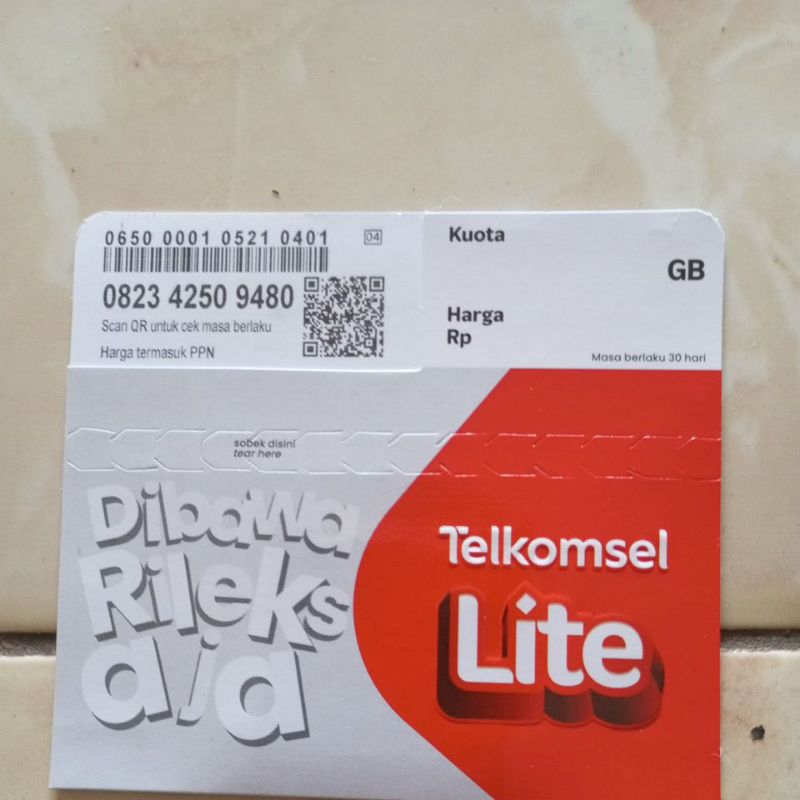 0650 0001 0521 0401
04
0823 4250 9480
Scan QR untuk cek masa berlaku
Harga termasuk PPN
Kuota
GB
Harga
Rp
Masa berlaku 30 hari
sobek disini
tear here
Dibawa
Rileks
aja
Telkomsel
Lite